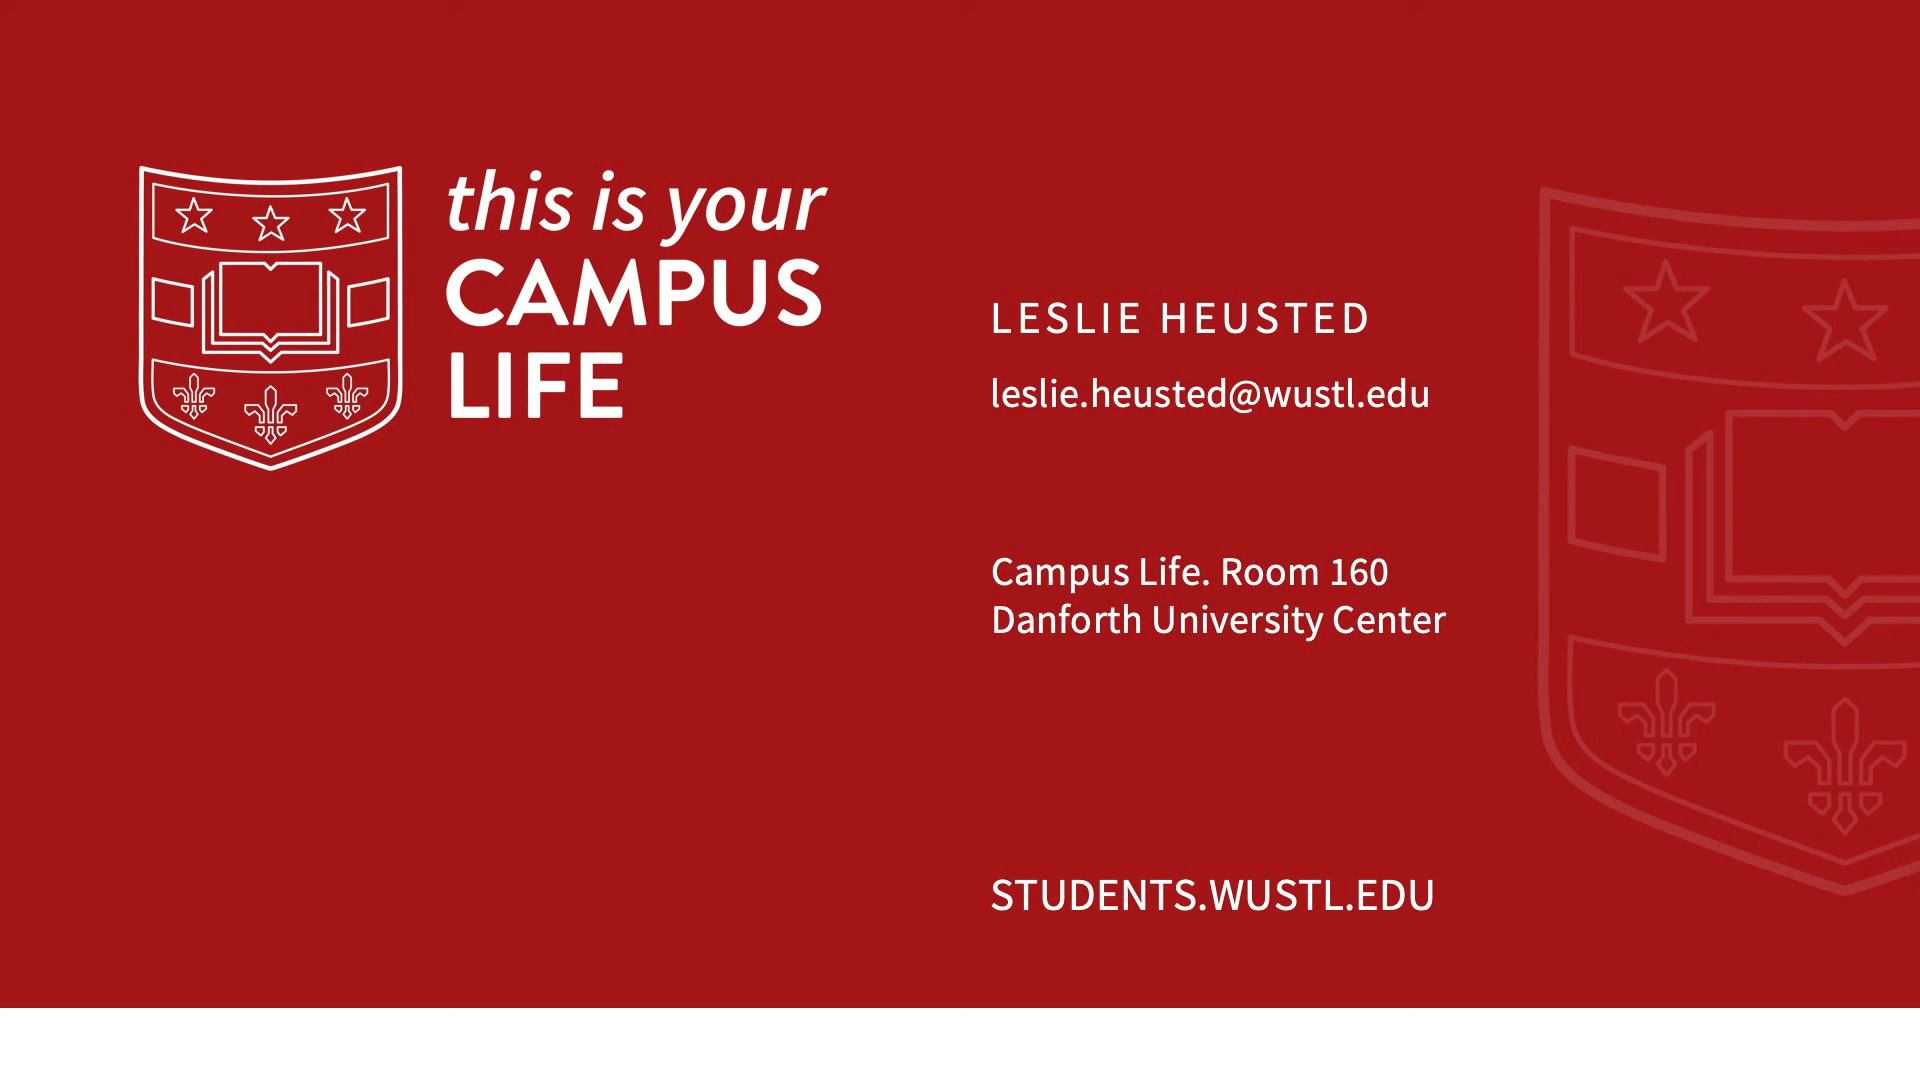 this is your
CAMPUS
LIFE
LESLIE HEUSTED
leslie.heusted@wustl.edu
Campus Life. Room 160
Danforth University Center
STUDENTS.WUSTL.EDU